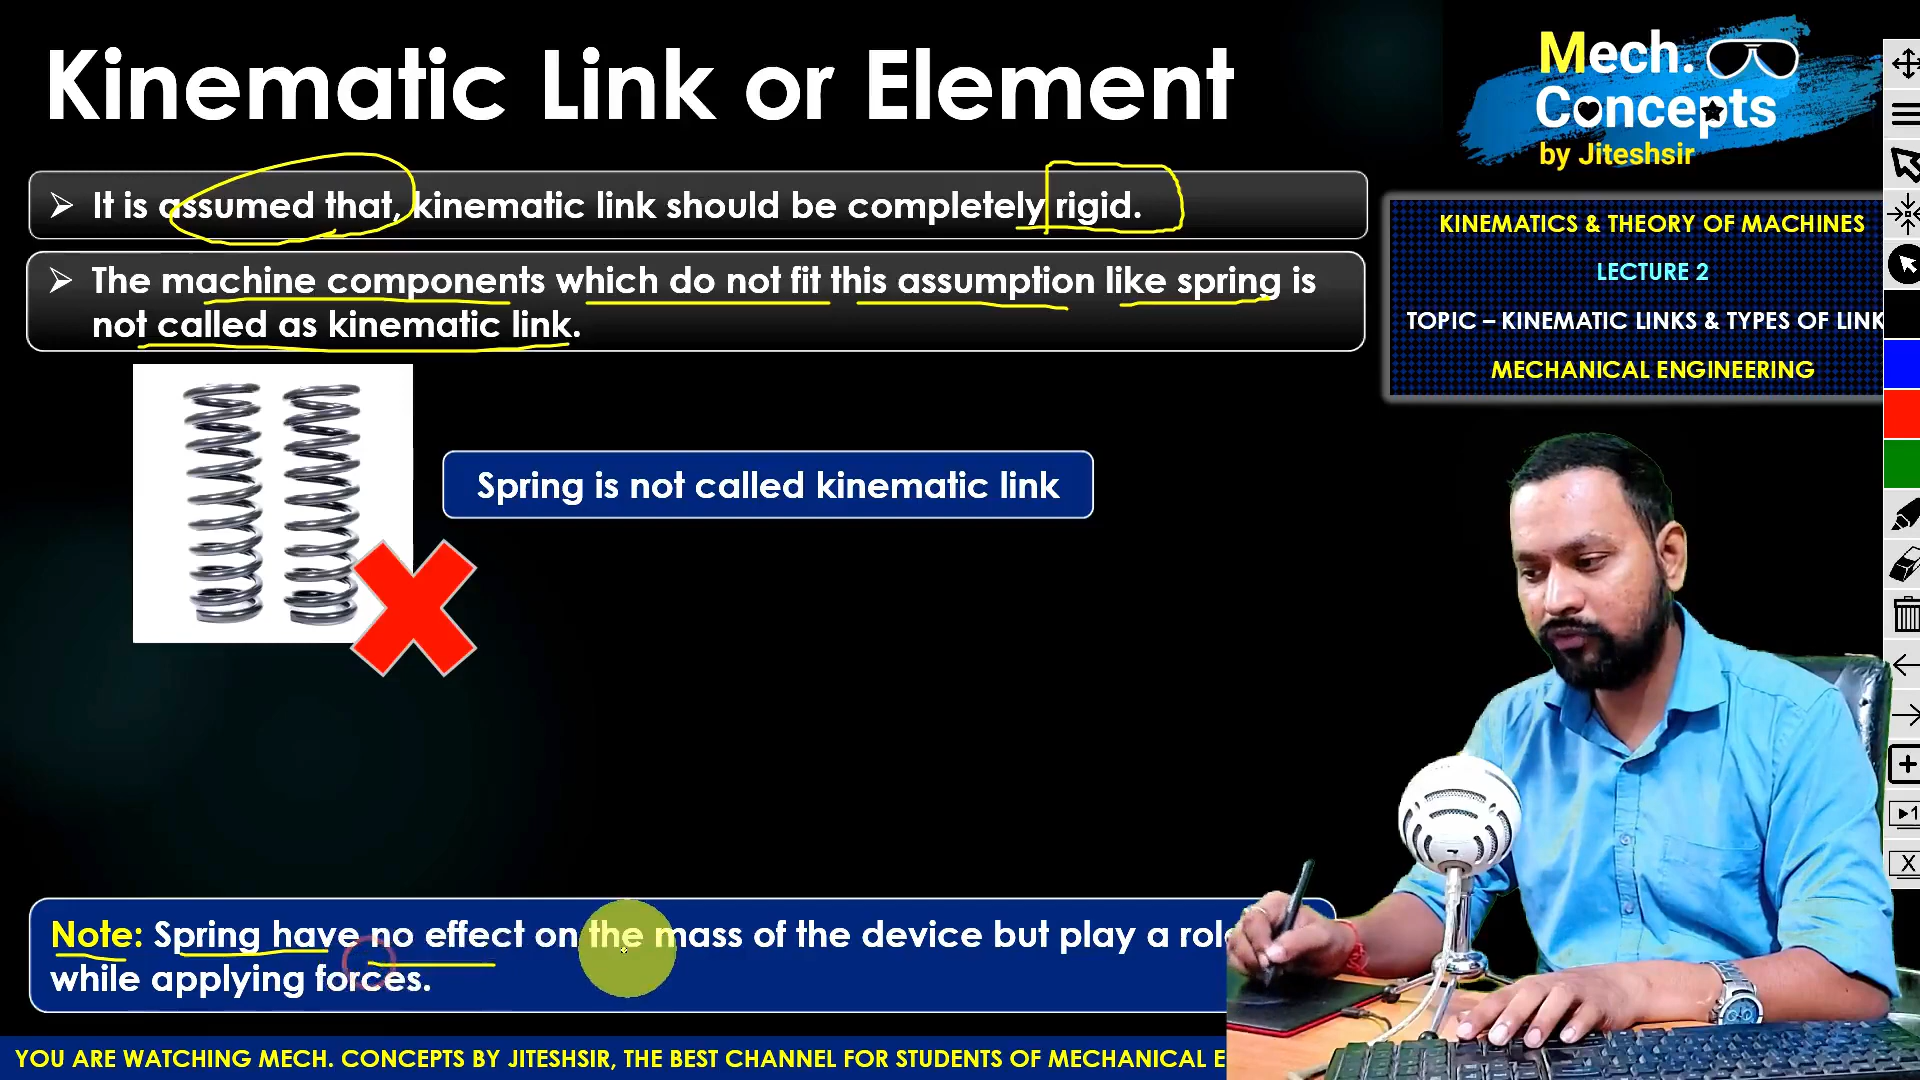 Kinematic Link or Element
Mech.
Concepts
by Jiteshsir
It is assumed that, kinematic link should be completely rigid.
The machine components which do not fit this assumption like spring is
not called as kinematic link.
KINEMATICS & THEORY OF MACHINES
LECTURE 2
TOPIC – KINEMATIC LINKS & TYPES OF LINK
MECHANICAL ENGINEERING
Spring is not called kinematic link
Note: Spring have no effect on the mass of the device but play a role
while applying forces.
YOU ARE WATCHING MECH. CONCEPTS BY JITESHSIR, THE BEST CHANNEL FOR STUDENTS OF MECHANICAL E